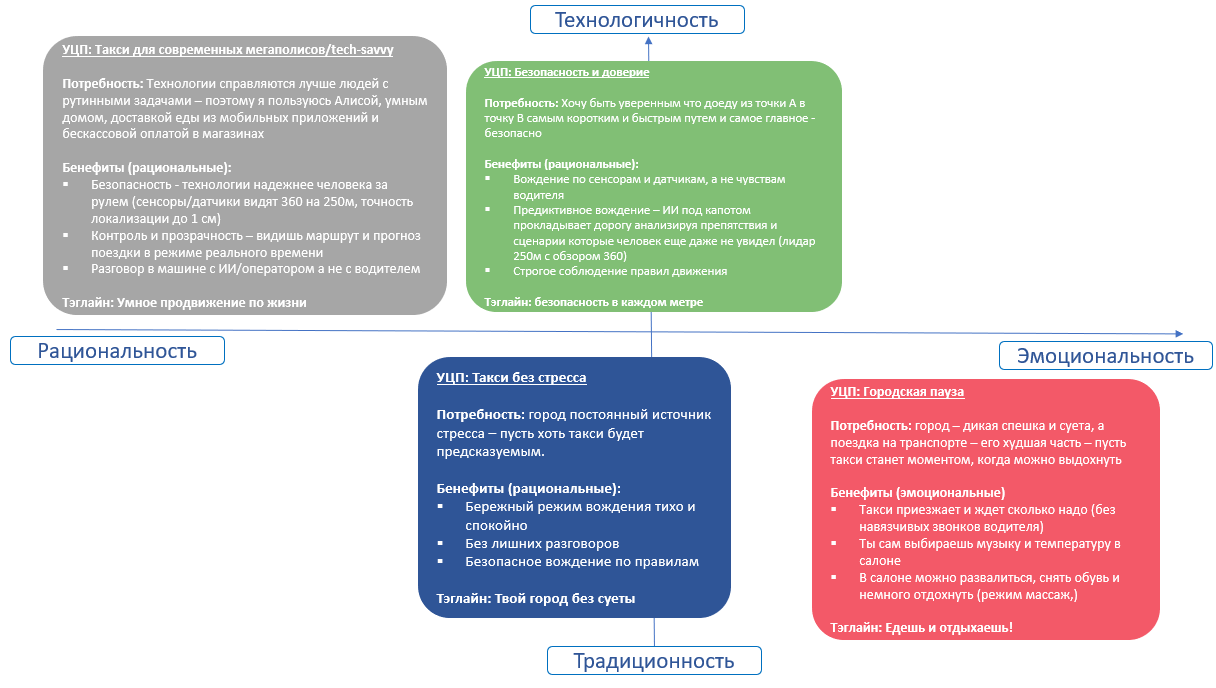 Технологичность
УЦП: Такси для современных мегаполисов/tech-savvy
Потребность: Технологии справляются лучше людей с
рутинными задачами – поэтому я пользуюсь Алисой, умным
домом, доставкой еды из мобильных приложений и
бескассовой оплатой в магазинах
Бенефиты (рациональные):
▪ Безопасность - технологии надежнее человека за
рулем (сенсоры/датчики видят 360 на 250м, точность
локализации до 1 см)
▪ Контроль и прозрачность – видишь маршрут и прогноз
поездки в режиме реального времени
▪ Разговор в машине с ИИ/оператором а не с водителем
Тэглайн: Умное продвижение по жизни
УЦП: Безопасность и доверие
Потребность: Хочу быть уверенным что доеду из точки А в
точку В самым коротким и быстрым путем и самое главное -
безопасно
Бенефиты (рациональные):
▪ Вождение по сенсорам и датчикам, а не чувствам
водителя
▪ Предиктивное вождение – ИИ под капотом
прокладывает дорогу анализируя препятствия и
сценарии которые человек еще даже не увидел (лидар
250м с обзором 360)
▪ Строгое соблюдение правил движения
Тэглайн: безопасность в каждом метре
Рациональность
Эмоциональность
УЦП: Такси без стресса
Потребность: город постоянный источник
стресса – пусть хоть такси будет
предсказуемым.
Бенефиты (рациональные):
▪ Бережный режим вождения тихо и
спокойно
▪ Без лишних разговоров
▪ Безопасное вождение по правилам
Тэглайн: Твой город без суеты
УЦП: Городская пауза
Потребность: город – дикая спешка и суета, а
поездка на транспорте – его худшая часть – пусть
такси станет моментом, когда можно выдохнуть
Бенефиты (эмоциональные)
▪ Такси приезжает и ждет сколько надо (без
навязчивых звонков водителя)
▪ Ты сам выбираешь музыку и температуру в
салоне
▪ В салоне можно развалиться, снять обувь и
немного отдохнуть (режим массаж,)
Тэглайн: Едешь и отдыхаешь!
Традиционность